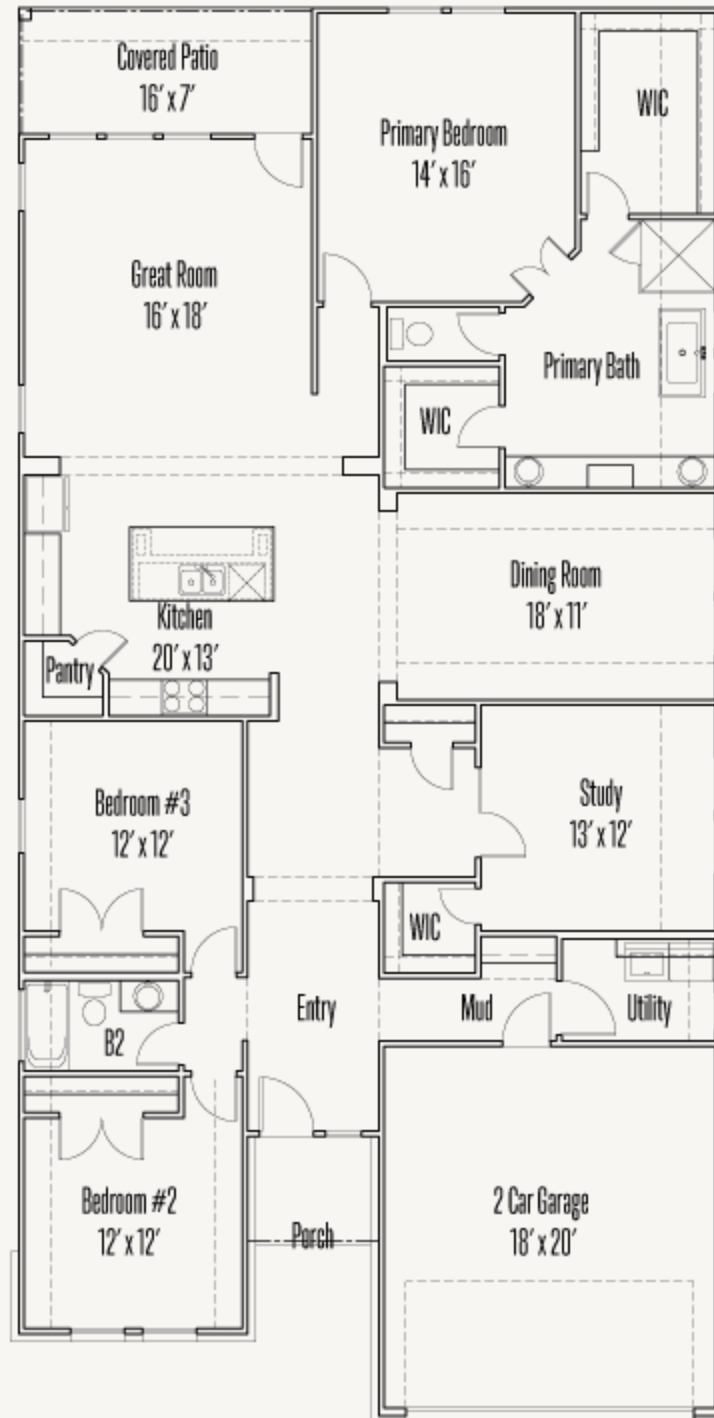 Covered Patio
16' x 7'
Primary Bedroom
14' x 16'
WIC
Great Room
16' x 18'
Primary Bath
WIC
Dining Room
18' x 11'
Kitchen
20' x 13'
Pantry
Bedroom #3
12' x 12'
Study
13' x 12'
WIC
Entry
Mud
Utility
B2
Bedroom #2
12' x 12'
Porch
2 Car Garage
18' x 20'